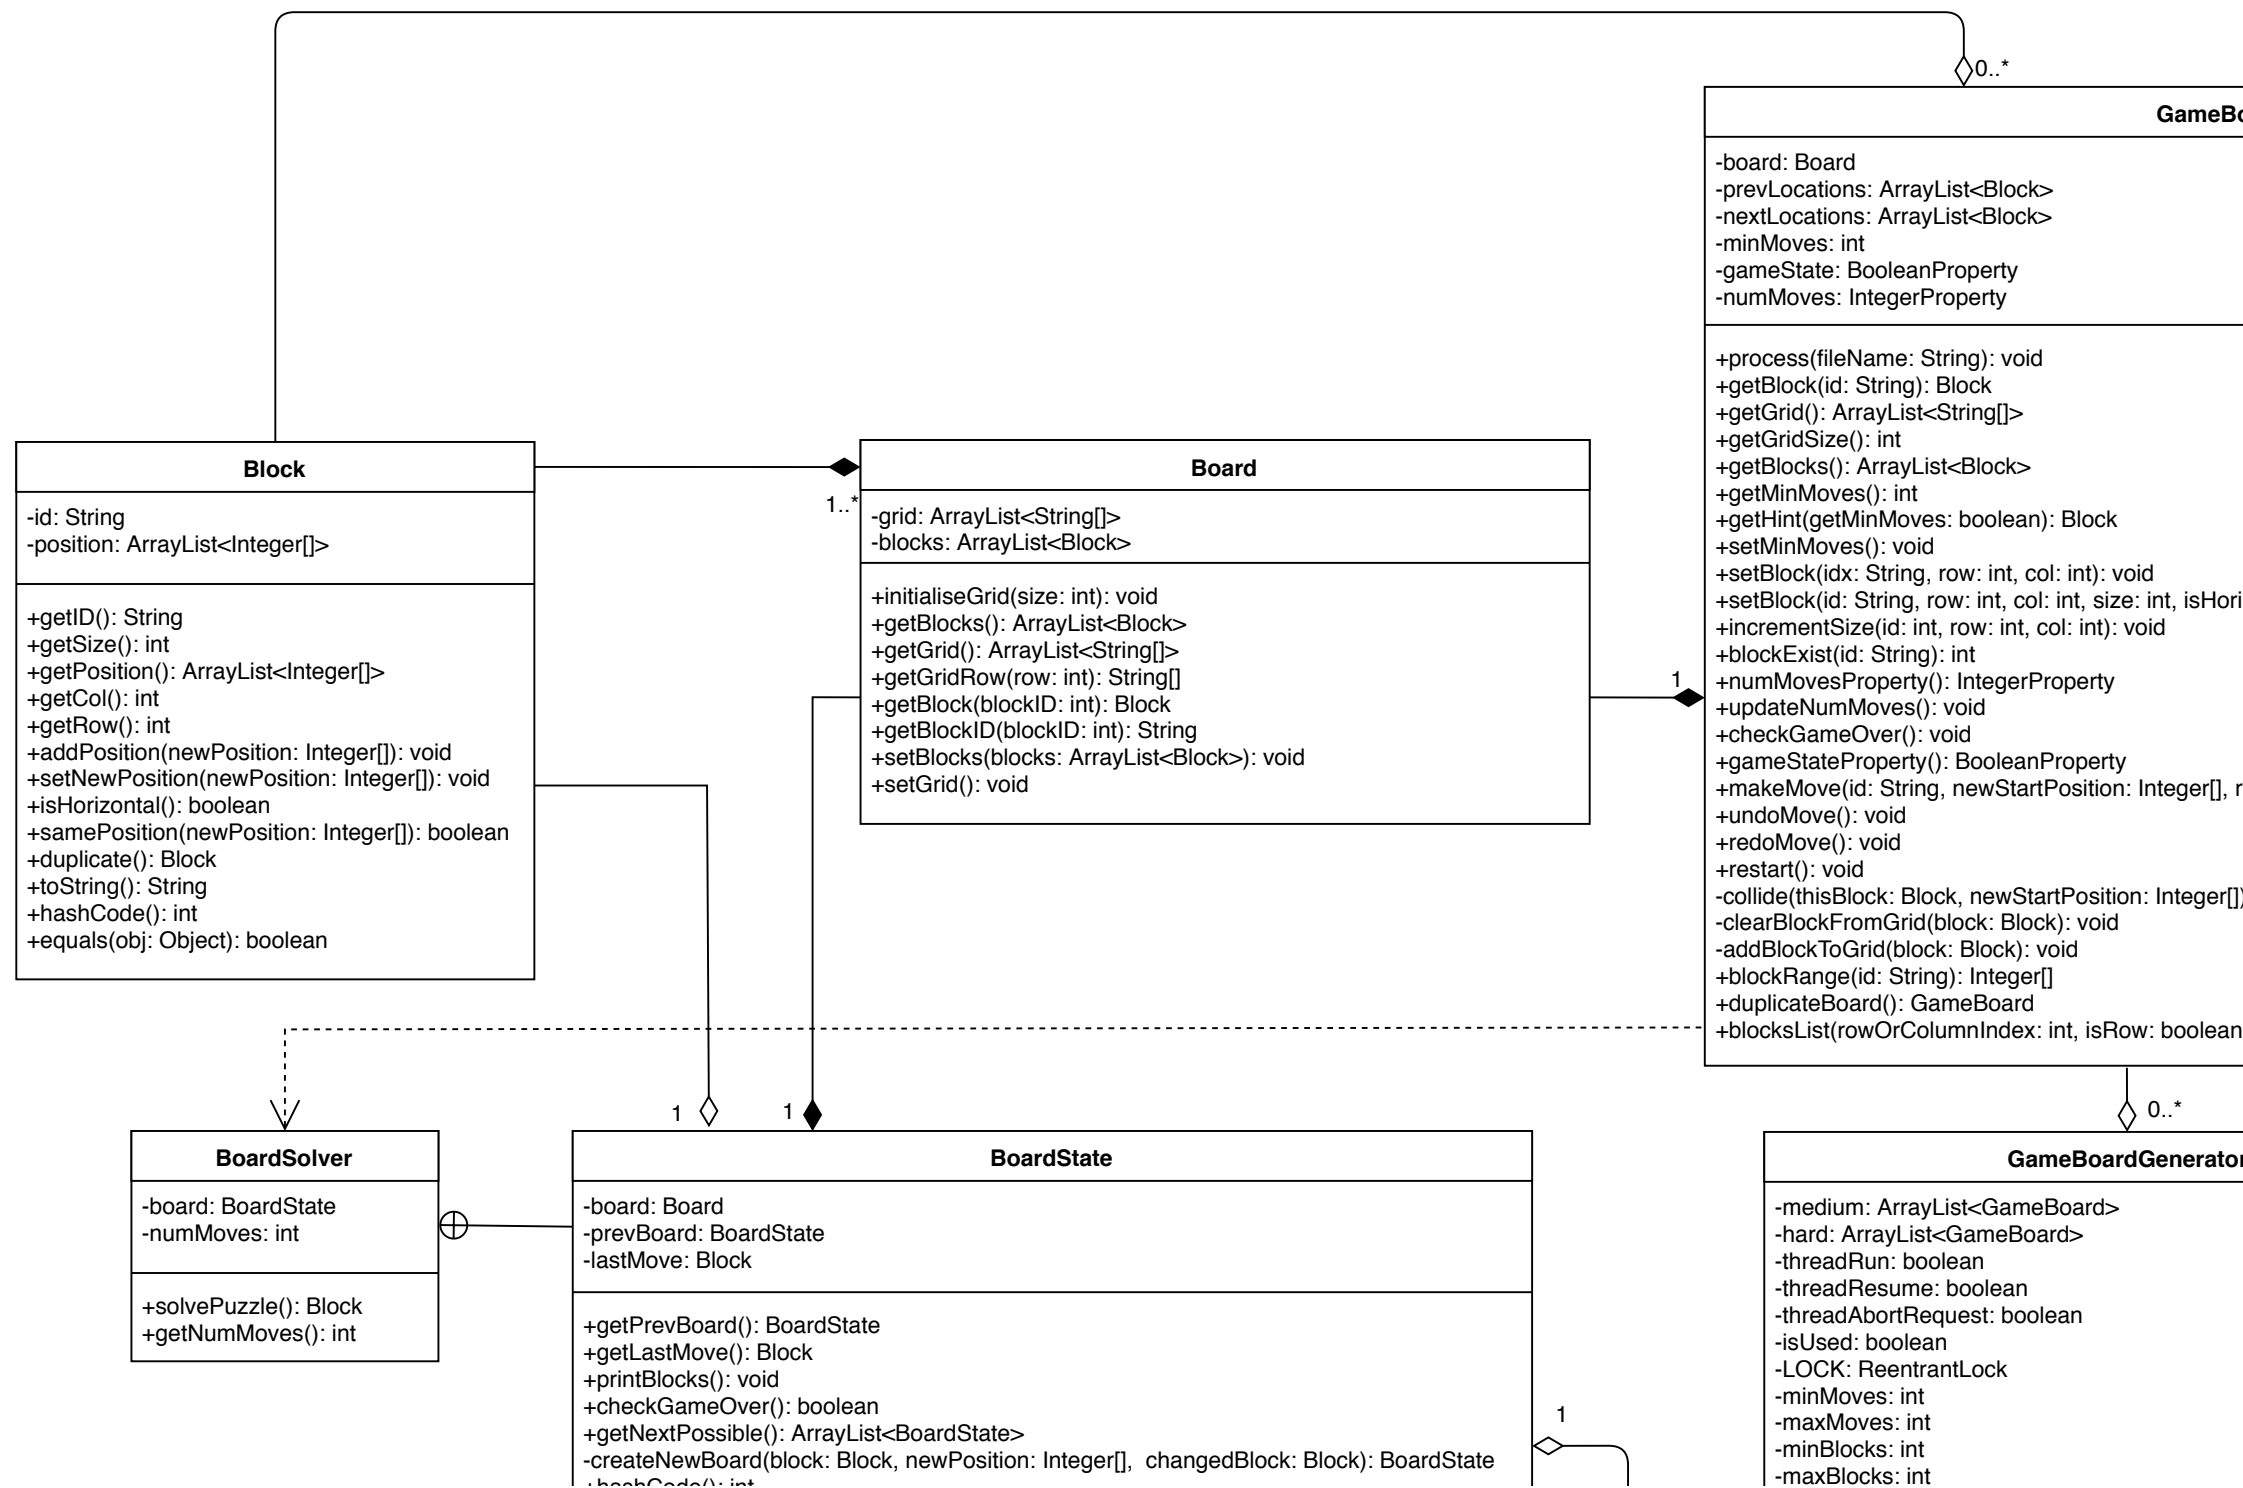 0..*
GameBo
-board: Board
-prevLocations: ArrayList<Block>
-nextLocations: ArrayList<Block>
-minMoves: int
-gameState: BooleanProperty
-numMoves: IntegerProperty
+process(fileName: String): void
+getBlock(id: String): Block
+getGrid(): ArrayList<String[]>
+getGridSize(): int
+getBlocks(): ArrayList<Block>
+getMinMoves(): int
+getHint(getMinMoves: boolean): Block
+setMinMoves(): void
+setBlock(idx: String, row: int, col: int): void
+setBlock(id: String, row: int, col: int, size: int, isHori
+incrementSize(id: int, row: int, col: int): void
+blockExist(id: String): int
+numMovesProperty(): IntegerProperty
+updateNumMoves(): void
+checkGameOver(): void
+gameStateProperty(): BooleanProperty
+makeMove(id: String, newStartPosition: Integer[], r
+undoMove(): void
+redoMove(): void
+restart(): void
-collide(thisBlock: Block, newStartPosition: Integer[])
-clearBlockFromGrid(block: Block): void
-addBlockToGrid(block: Block): void
+blockRange(id: String): Integer[]
+duplicateBoard(): GameBoard
+blocksList(rowOrColumnIndex: int, isRow: boolean
Block
-id: String
-position: ArrayList<Integer[]>
+getID(): String
+getSize(): int
+getPosition(): ArrayList<Integer[]>
+getCol(): int
+getRow(): int
+addPosition(newPosition: Integer[]): void
+setNewPosition(newPosition: Integer[]): void
+isHorizontal(): boolean
+samePosition(newPosition: Integer[]): boolean
+duplicate(): Block
+toString(): String
+hashCode(): int
+equals(obj: Object): boolean
1..*
Board
-grid: ArrayList<String[]>
-blocks: ArrayList<Block>
+initialiseGrid(size: int): void
+getBlocks(): ArrayList<Block>
+getGrid(): ArrayList<String[]>
+getGridRow(row: int): String[]
+getBlock(blockID: int): Block
+getBlockID(blockID: int): String
+setBlocks(blocks: ArrayList<Block>): void
+setGrid(): void
1
1
1
0..*
BoardSolver
-board: BoardState
-numMoves: int
+solvePuzzle(): Block
+getNumMoves(): int
BoardState
-board: Board
-prevBoard: BoardState
-lastMove: Block
+getPrevBoard(): BoardState
+getLastMove(): Block
+printBlocks(): void
+checkGameOver(): boolean
+getNextPossible(): ArrayList<BoardState>
-createNewBoard(block: Block, newPosition: Integer[], changedBlock: Block): BoardState
+hashCode(): int
1
GameBoardGenerator
-medium: ArrayList<GameBoard>
-hard: ArrayList<GameBoard>
-threadRun: boolean
-threadResume: boolean
-threadAbortRequest: boolean
-isUsed: boolean
-LOCK: ReentrantLock
-minMoves: int
-maxMoves: int
-minBlocks: int
-maxBlocks: int